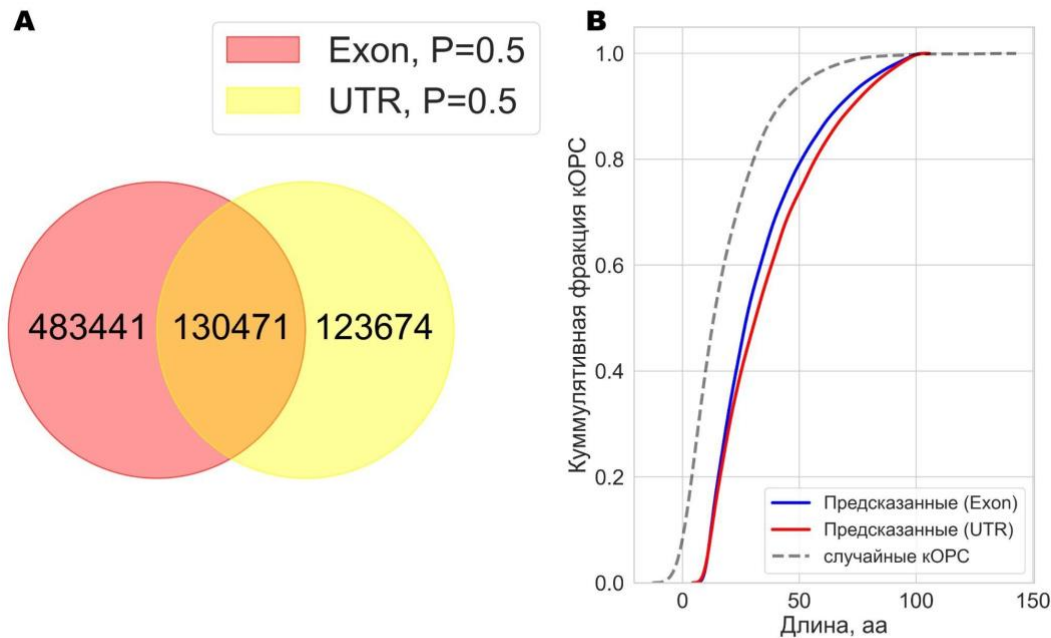 A
Exon, P=0.5
UTR, P=0.5
483441 130471 123674
B
Куммулятивная фракция кОРС
1.0
0.8
0.6
0.4
0.2
0.0
Предсказанные (Exon)
Предсказанные (UTR)
случайные кОРС
0 50 100 150
Длина, аа